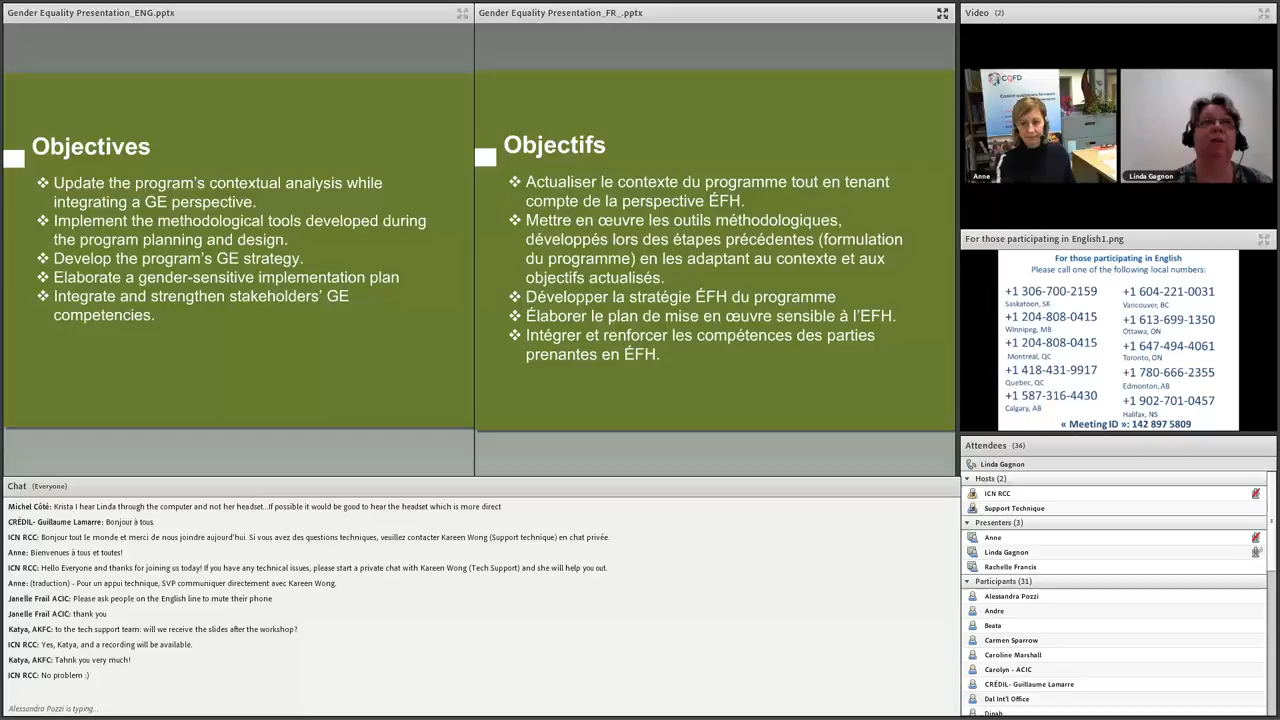 Gender Equality Presentation_ENG.pptx
Objectives
❖ Update the program's contextual analysis while
integrating a GE perspective.
❖ Implement the methodological tools developed during
the program planning and design.
❖ Develop the program's GE strategy.
❖ Elaborate a gender-sensitive implementation plan
❖ Integrate and strengthen stakeholders' GE
competencies.
Gender Equality Presentation_FR_.pptx
Objectifs
❖ Actualiser le contexte du programme tout en tenant
compte de la perspective ÉFH.
❖ Mettre en œuvre les outils méthodologiques,
développés lors des étapes précédentes (formulation
du programme) en les adaptant au contexte et aux
objectifs actualisés.
❖ Développer la stratégie ÉFH du programme
❖ Élaborer le plan de mise en œuvre sensible à l'EFH.
❖ Intégrer et renforcer les compétences des parties
prenantes en ÉFH.
Video (2)
CQFD
Anne
Linda Gagnon
For those participating in English1.png
For those participating in English
Please call one of the following local numbers:
+1 306-700-2159
Saskatoon, SK
+1 204-808-0415
Winnipeg, MB
+1 204-808-0415
Montreal, QC
+1 418-431-9917
Quebec, QC
+1 587-316-4430
Calgary, AB
+1 604-221-0031
Vancouver, BC
+1 613-699-1350
Ottawa, ON
+1 647-494-4061
Toronto, ON
+1 780-666-2355
Edmonton, AB
+1 902-701-0457
Halifax, NS
« Meeting ID »: 142 897 5809
Chat (Everyone)
Michel Côté: Krista I hear Linda through the computer and not her headset...If possible it would be good to hear the headset which is more direct
CRÉDIL- Guillaume Lamarre: Bonjour à tous.
ICN RCC: Bonjour tout le monde et merci de nous joindre aujourd'hui. Si vous avez des questions techniques, veuillez contacter Kareen Wong (Support technique) en chat privée.
Anne: Bienvenues à tous et toutes!
ICN RCC: Hello Everyone and thanks for joining us today! If you have any technical issues, please start a private chat with Kareen Wong (Tech Support) and she will help you out.
Anne: (traduction) - Pour un appui technique, SVP communiquer directement avec Kareen Wong.
Janelle Frail ACIC: Please ask people on the English line to mute their phone
Janelle Frail ACIC: thank you
Katya, AKFC: to the tech support team: will we receive the slides after the workshop?
ICN RCC: Yes, Katya, and a recording will be available.
Katya, AKFC: Tahnk you very much!
ICN RCC: No problem :)
Alessandra Pozzi is typing...
Attendees (36)
Linda Gagnon
Hosts (2)
ICN RCC
Support Technique
Presenters (3)
Anne
Linda Gagnon
Rachelle Francis
Participants (31)
Alessandra Pozzi
Andre
Beata
Carmen Sparrow
Caroline Marshall
Carolyn - ACIC
CRÉDIL- Guillaume Lamarre
Dal Int'l Office
Dinah